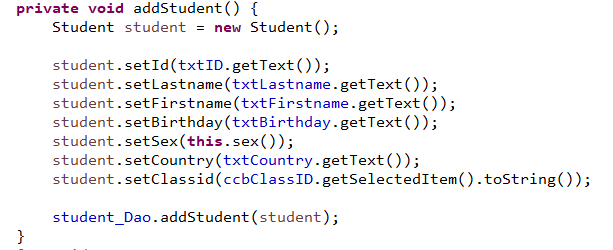 private void addStudent() {
Student student = new Student();
student.setId(txtID.getText());
student.setLastname(txtLastname.getText());
student.setFirstname(txtFirstname.getText());
student.setBirthday(txtBirthday.getText());
student.setSex(this.sex());
student.setCountry(txtCountry.getText());
student.setClassid(ccbClassID.getSelectedItem().toString());
student_Dao.addStudent(student);
}